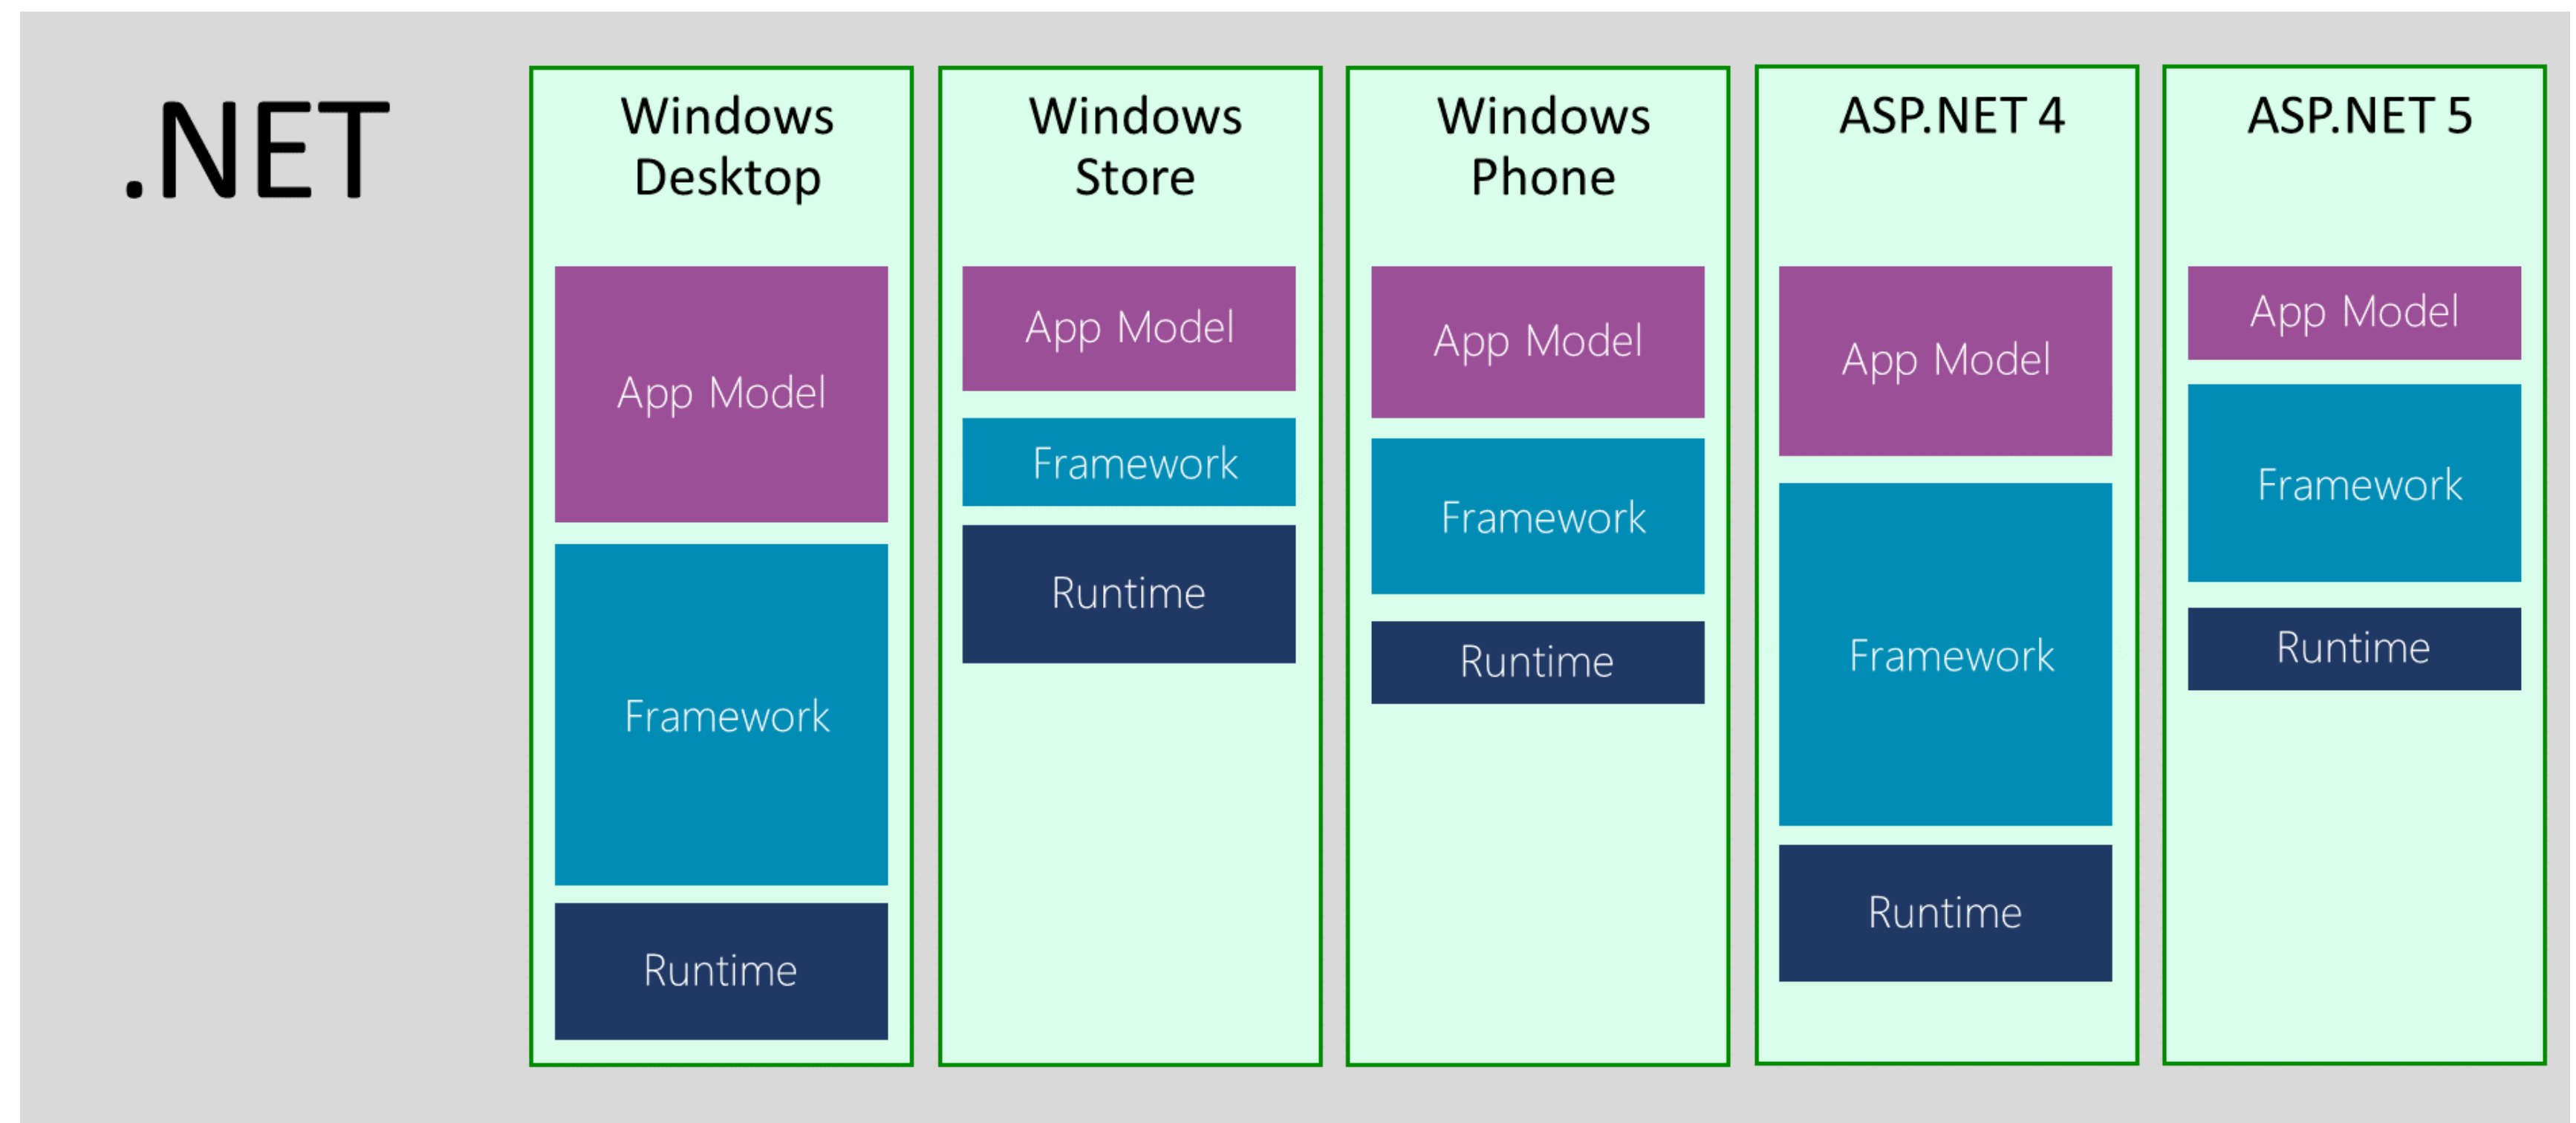 .NET
Windows
Desktop
App Model
Framework
Runtime
Windows
Store
App Model
Framework
Runtime
Windows
Phone
App Model
Framework
Runtime
ASP.NET 4
App Model
Framework
Runtime
ASP.NET 5
App Model
Framework
Runtime